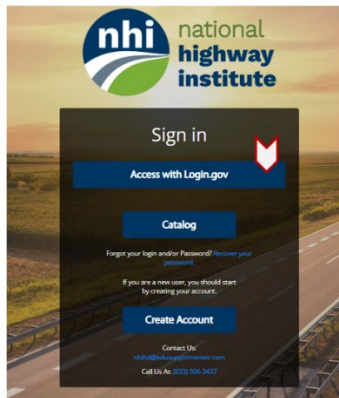 nhi national
highway
institute
Sign in
Access with Login.gov
Catalog
Forgot your login and/or Password? Recover your
password.
If you are a new user, you should start
by creating your account.
Create Account
Contact Us:
nhihd@edusupportcenter.com
Call Us At: (833) 506-3437